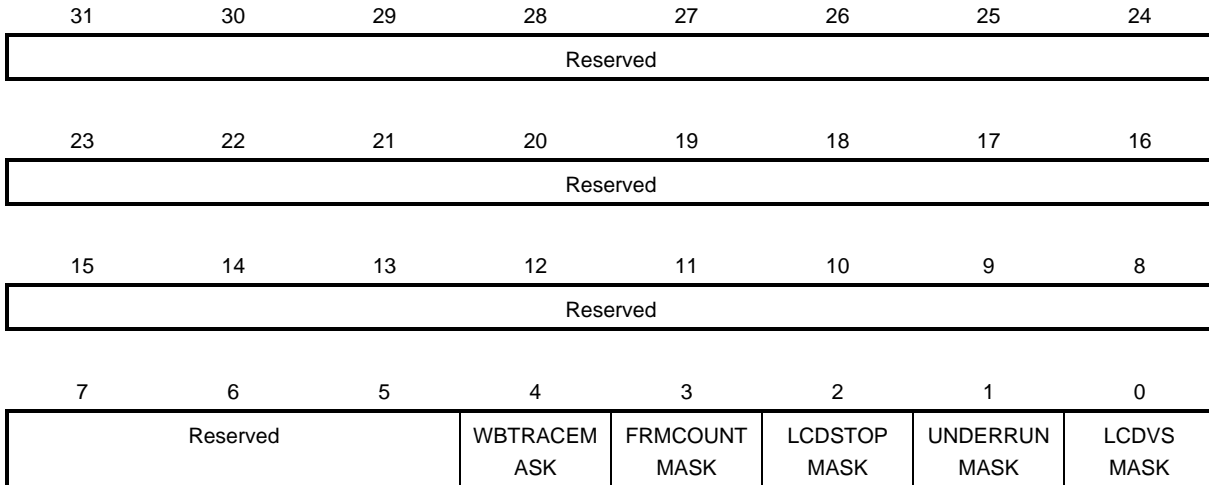 31 30 29 28 27 26 25 24
Reserved
23 22 21 20 19 18 17 16
Reserved
15 14 13 12 11 10 9 8
Reserved
7 6 5 4 3 2 1 0
Reserved WBTRACEM FRMCOUNT LCDSTOP UNDERRUN LCDVS
ASK MASK MASK MASK MASK